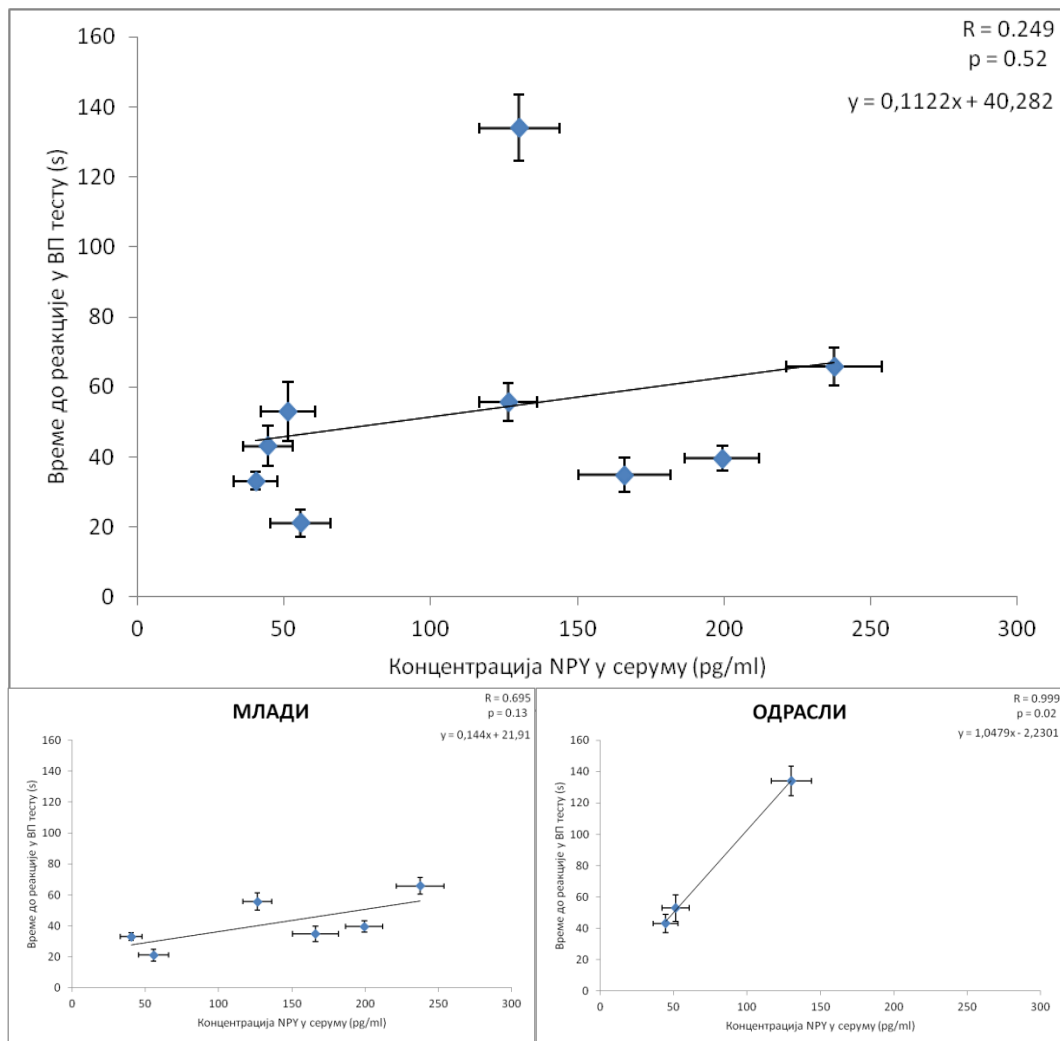 R = 0.249
p = 0.52
y = 0,1122x + 40,282
Време до реакције у ВП тесту (s)
160
140
120
100
80
60
40
20
0
0 50 100 150 200 250 300
Концентрација NPY у серуму (pg/ml)
МЛАДИ
R = 0.695
p = 0.13
y = 0,144x + 21,91
Време до реакције у ВП тесту (s)
160
140
120
100
80
60
40
20
0
0 50 100 150 200 250 300
Концентрација NPY у серуму (pg/ml)
ОДРАСЛИ
R = 0.999
p = 0.02
y = 1,0479x - 2,2301
Време до реакције у ВП тесту (s)
160
140
120
100
80
60
40
20
0
0 50 100 150 200 250 300
Концентрација NPY у серуму (pg/ml)